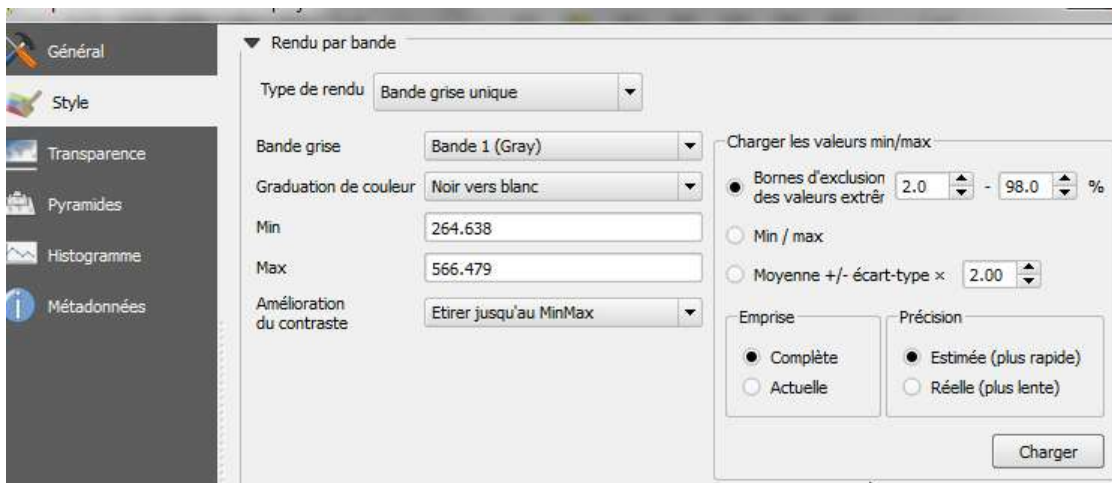 Général
Style
Transparence
Pyramides
Histogramme
Métadonnées
Rendu par bande
Type de rendu Bande grise unique
Bande grise Bande 1 (Gray)
Graduation de couleur Noir vers blanc
Min 264.638
Max 566.479
Amélioration
du contraste
Etirer jusqu'au MinMax
Charger les valeurs min/max
Bornes d'exclusion
des valeurs extrêr
2.0 - 98.0 %
Min / max
Moyenne +/- écart-type × 2.00
Emprise
Complète
Actuelle
Précision
Estimée (plus rapide)
Réelle (plus lente)
Charger